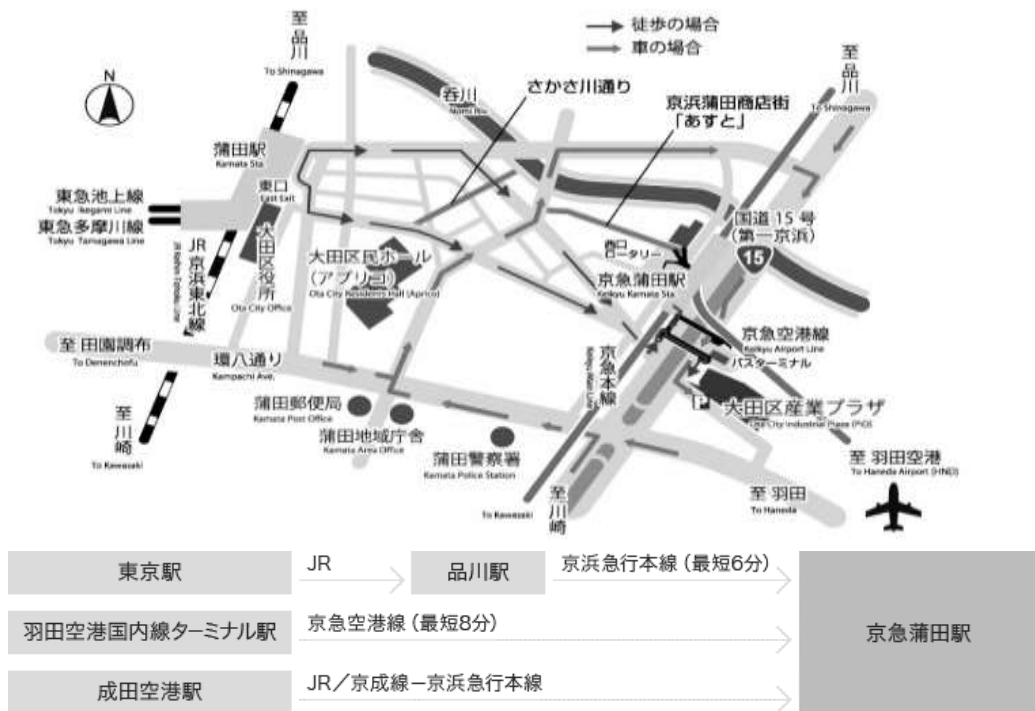 徒歩の場合
車の場合
至品川
To Shinagawa
N
呑川
Nomi Riv.
さかさ川通り
京浜蒲田商店街
「あすと」
至品川
To Shinagawa
蒲田駅
Kamata Sta.
東口
East Exit
東急池上線
Tokyu Ikegami Line
東急多摩川線
Tokyu Tamagawa Line
JR京浜東北線
JR Keihin Tohoku Line
大田区役所
Ota City Office
大田区民ホール
(アプリコ)
Ota City Residents Hall (Aprico)
国道15号
(第一京浜)
15
西口
ロータリー
京急蒲田駅
Keikyu Kamata Sta.
至 田園調布
To Denenchofu
環八通り
Kampachi Ave.
京急本線
Keikyu Main Line
京急空港線
Keikyu Airport Line
バスターミナル
P
大田区産業プラザ
Ota City Industrial Plaza (PiO)
蒲田郵便局
Kamata Post Office
蒲田地域庁舎
Kamata Area Office
蒲田警察署
Kamata Police Station
至川崎
To Kawasaki
至川崎
To Kawasaki
至 羽田
To Haneda
至 羽田空港
To Haneda Airport (HND)
東京駅
JR
品川駅
京浜急行本線（最短6分）
羽田空港国内線ターミナル駅
京急空港線（最短8分）
京急蒲田駅
成田空港駅
JR／京成線－京浜急行本線